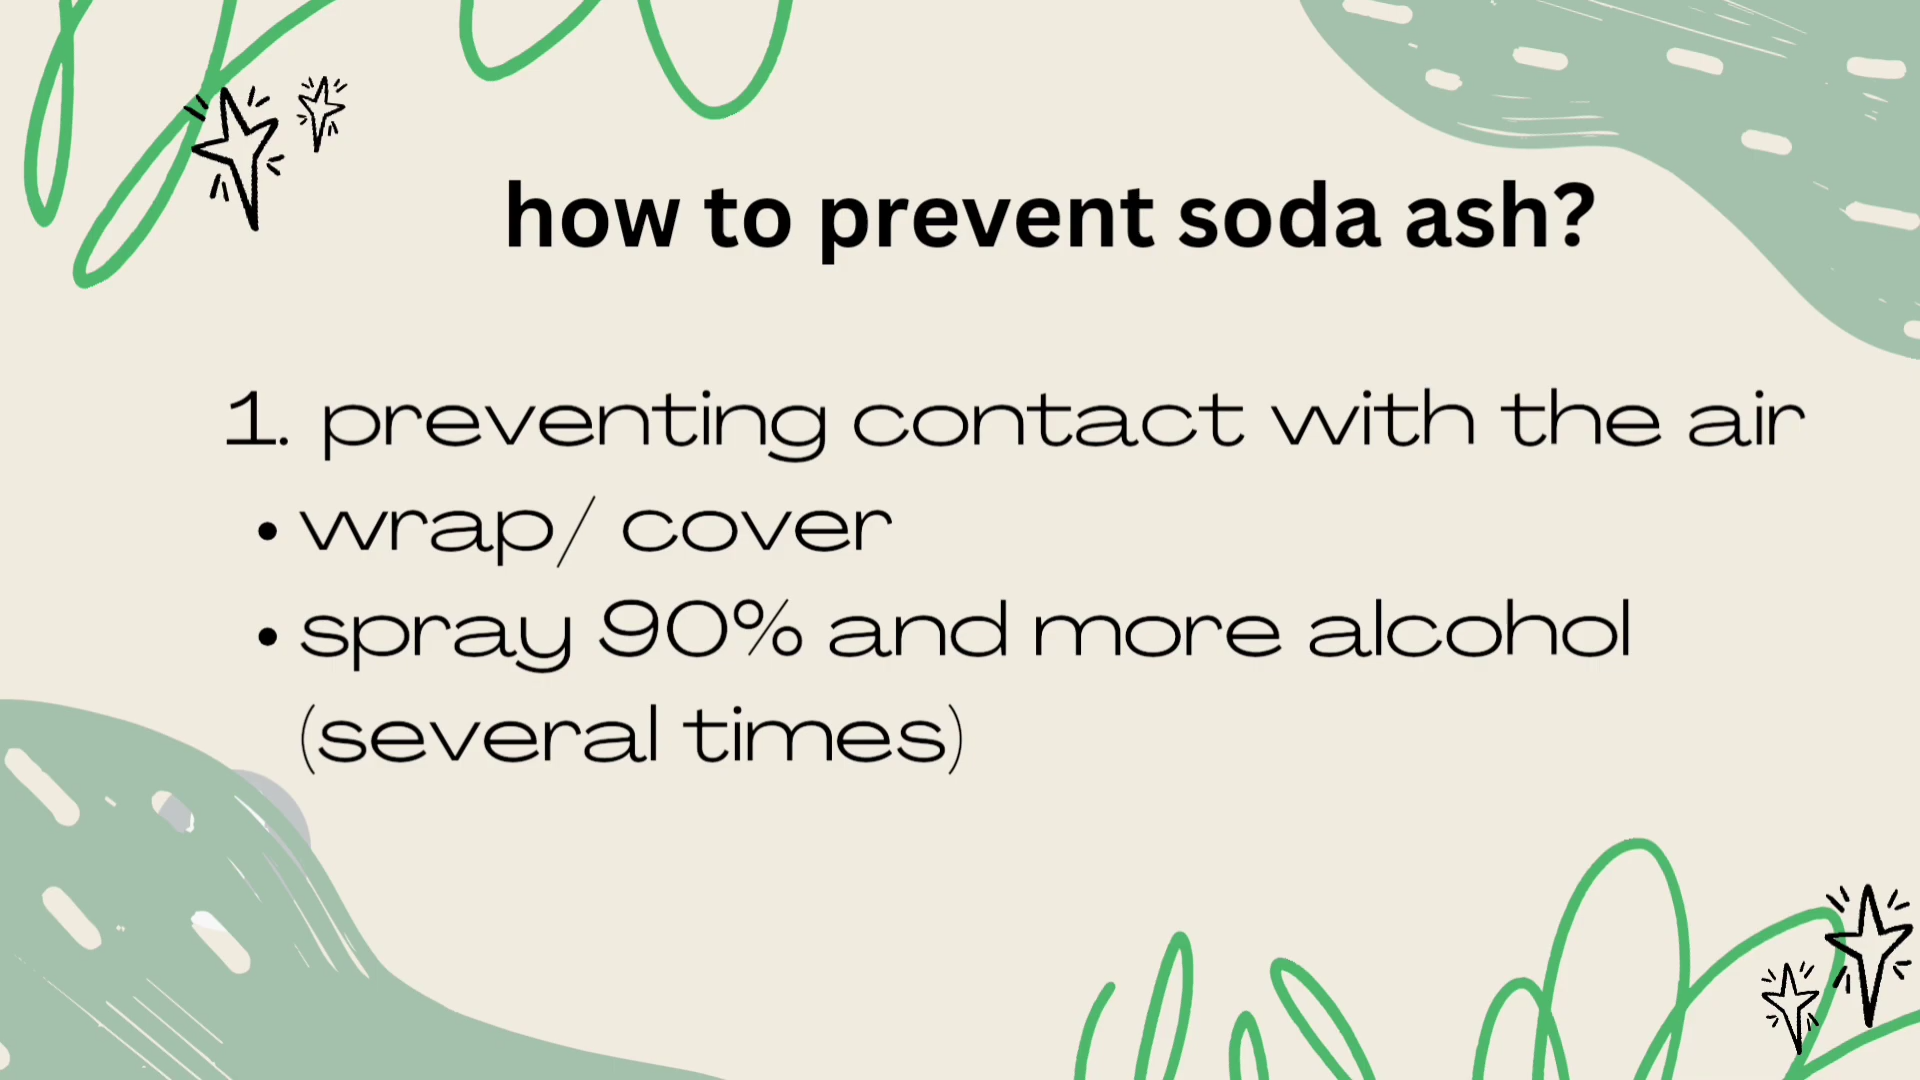 how to prevent soda ash?
1. preventing contact with the air
• wrap/ cover
• spray 90% and more alcohol
(several times)